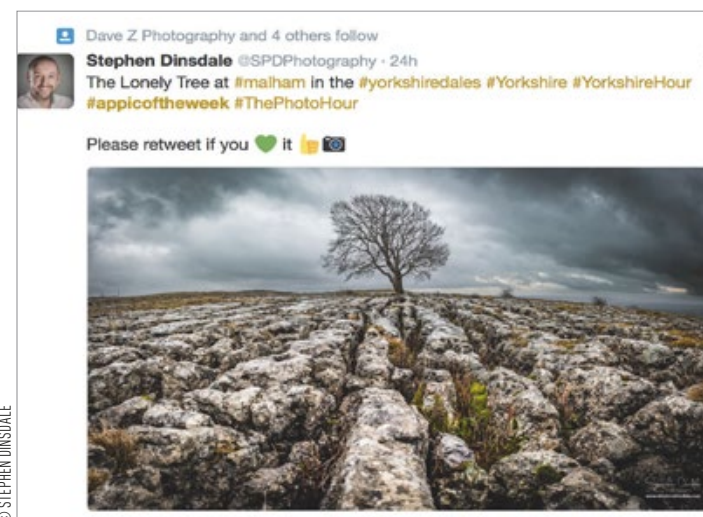 Dave Z Photography and 4 others follow
Stephen Dinsdale @SPDPhotography · 24h
The Lonely Tree at #malham in the #yorkshiredales #Yorkshire #YorkshireHour
#appicoftheweek #ThePhotoHour
Please retweet if you 💚 it 👍📷
© STEPHEN DINSDALE